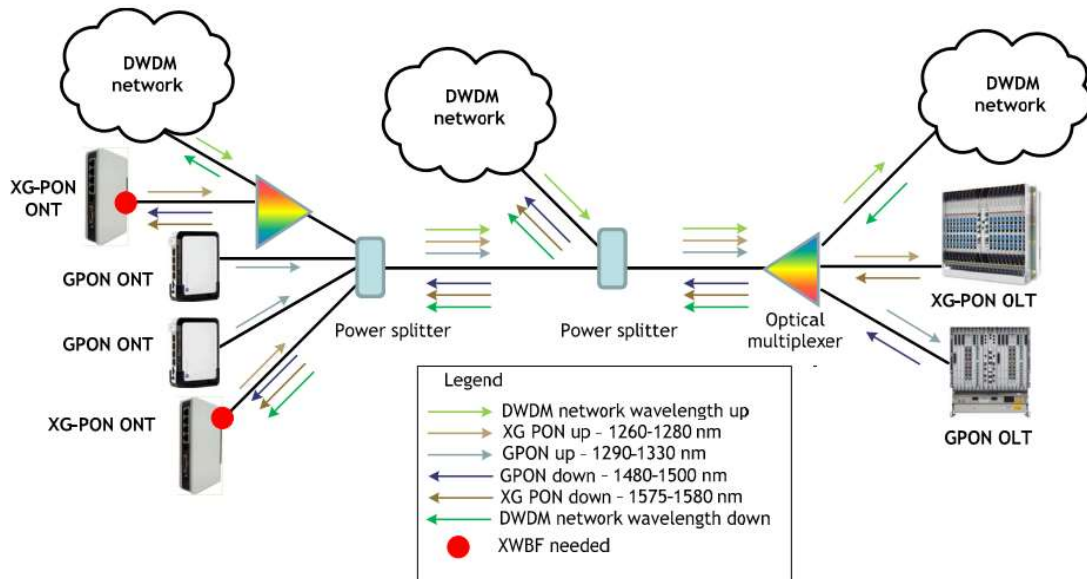 DWDM
network
DWDM
network
DWDM
network
XG-PON
ONT
GPON ONT
GPON ONT
XG-PON ONT
Power splitter
Power splitter
Optical
multiplexer
XG-PON OLT
GPON OLT
Legend
DWDM network wavelength up
XG PON up - 1260-1280 nm
GPON up - 1290-1330 nm
GPON down - 1480-1500 nm
XG PON down - 1575-1580 nm
DWDM network wavelength down
XWBF needed